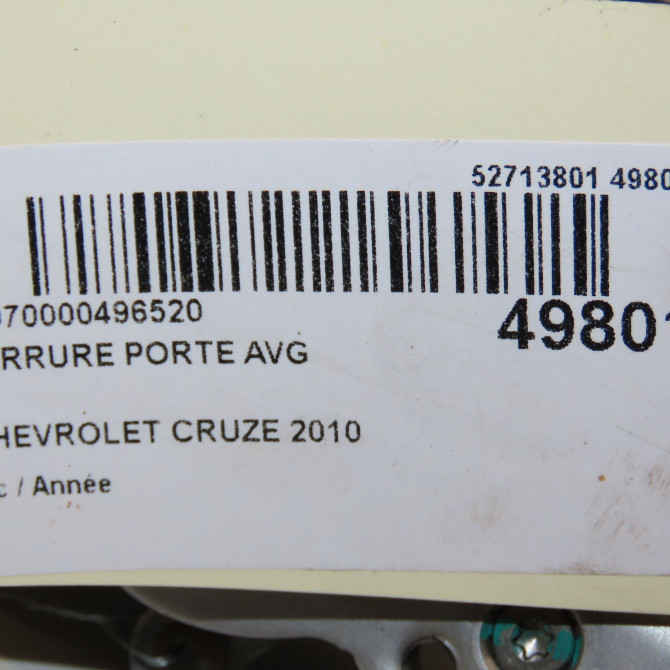 52713801 4980
070000496520
49801
RRURE PORTE AVG
HEVROLET CRUZE 2010
c / Année